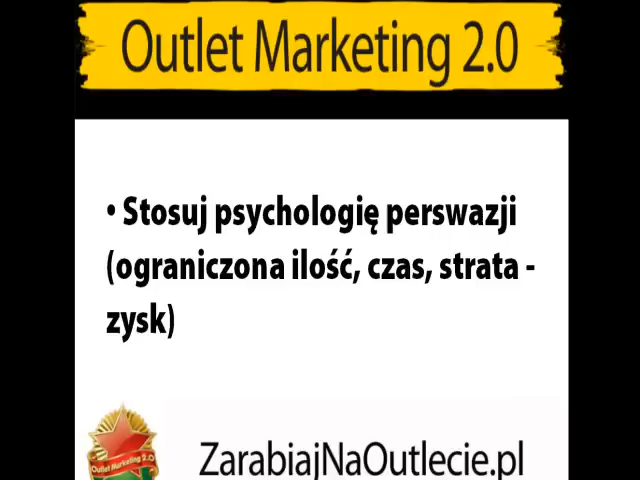 Outlet Marketing 2.0
• Stosuj psychologię perswazji
(ograniczona ilość, czas, strata -
zysk)
Outlet Marketing 2.0
ZarabiajNaOutlecie.pl